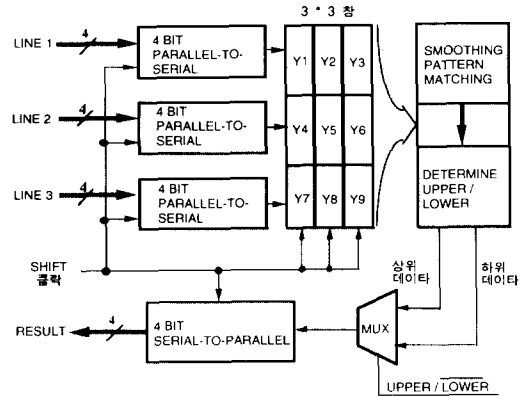 3 * 3 창
LINE 1
4
4 BIT
PARALLEL-TO-
SERIAL
Y1 Y2 Y3
SMOOTHING
PATTERN
MATCHING
LINE 2
4
4 BIT
PARALLEL-TO-
SERIAL
Y4 Y5 Y6
LINE 3
4
4 BIT
PARALLEL-TO-
SERIAL
Y7 Y8 Y9
DETERMINE
UPPER /
LOWER
SHIFT
클럭
상위
데이타
하위
데이타
RESULT
4
4 BIT
SERIAL-TO-PARALLEL
MUX
UPPER / LOWER